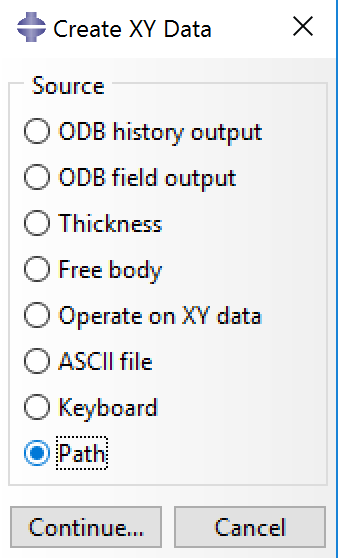 Create XY Data
Source
ODB history output
ODB field output
Thickness
Free body
Operate on XY data
ASCII file
Keyboard
Path
Continue...
Cancel